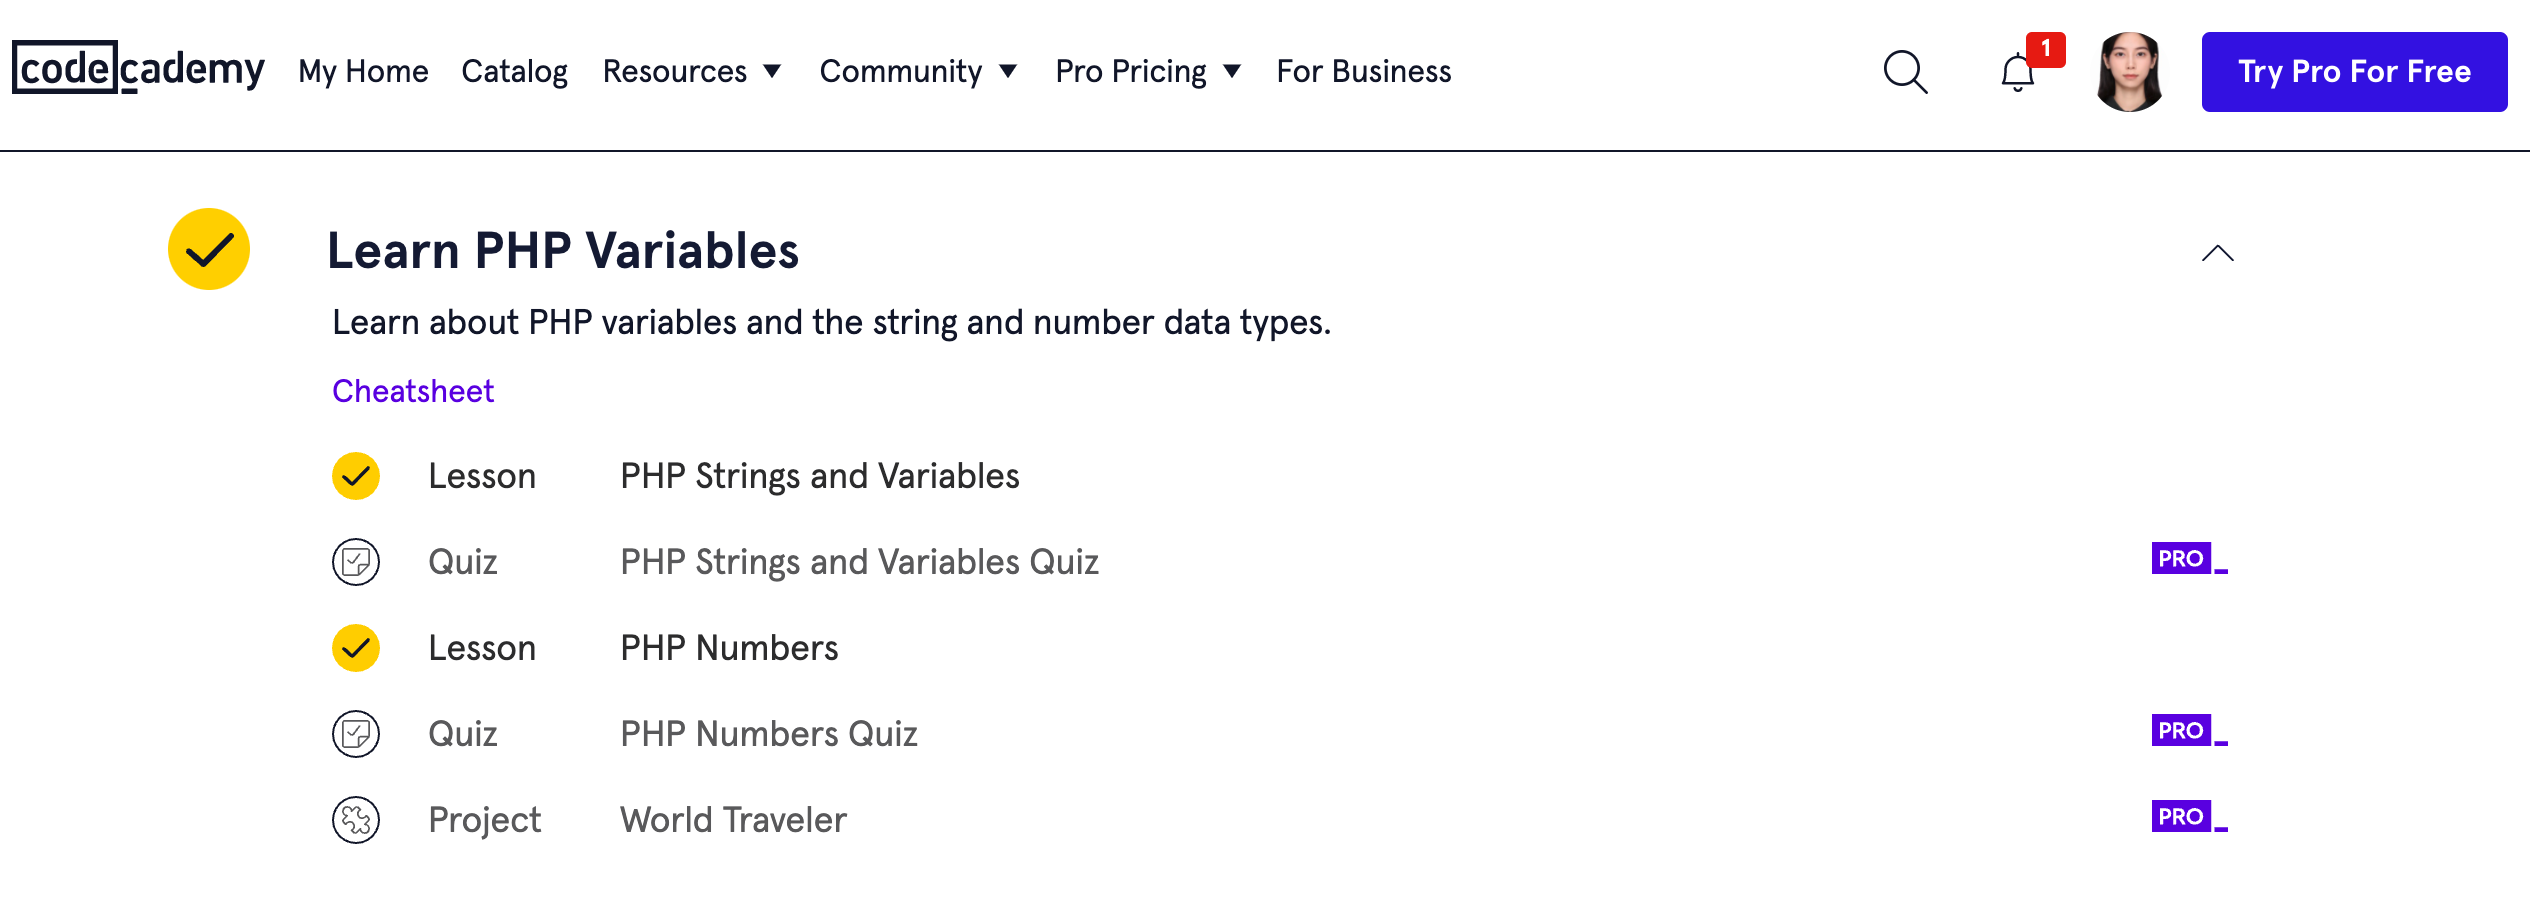 codecademy My Home Catalog Resources Community Pro Pricing For Business 1 Try Pro For Free
Learn PHP Variables
Learn about PHP variables and the string and number data types.
Cheatsheet
Lesson PHP Strings and Variables
Quiz PHP Strings and Variables Quiz PRO
Lesson PHP Numbers
Quiz PHP Numbers Quiz PRO
Project World Traveler PRO